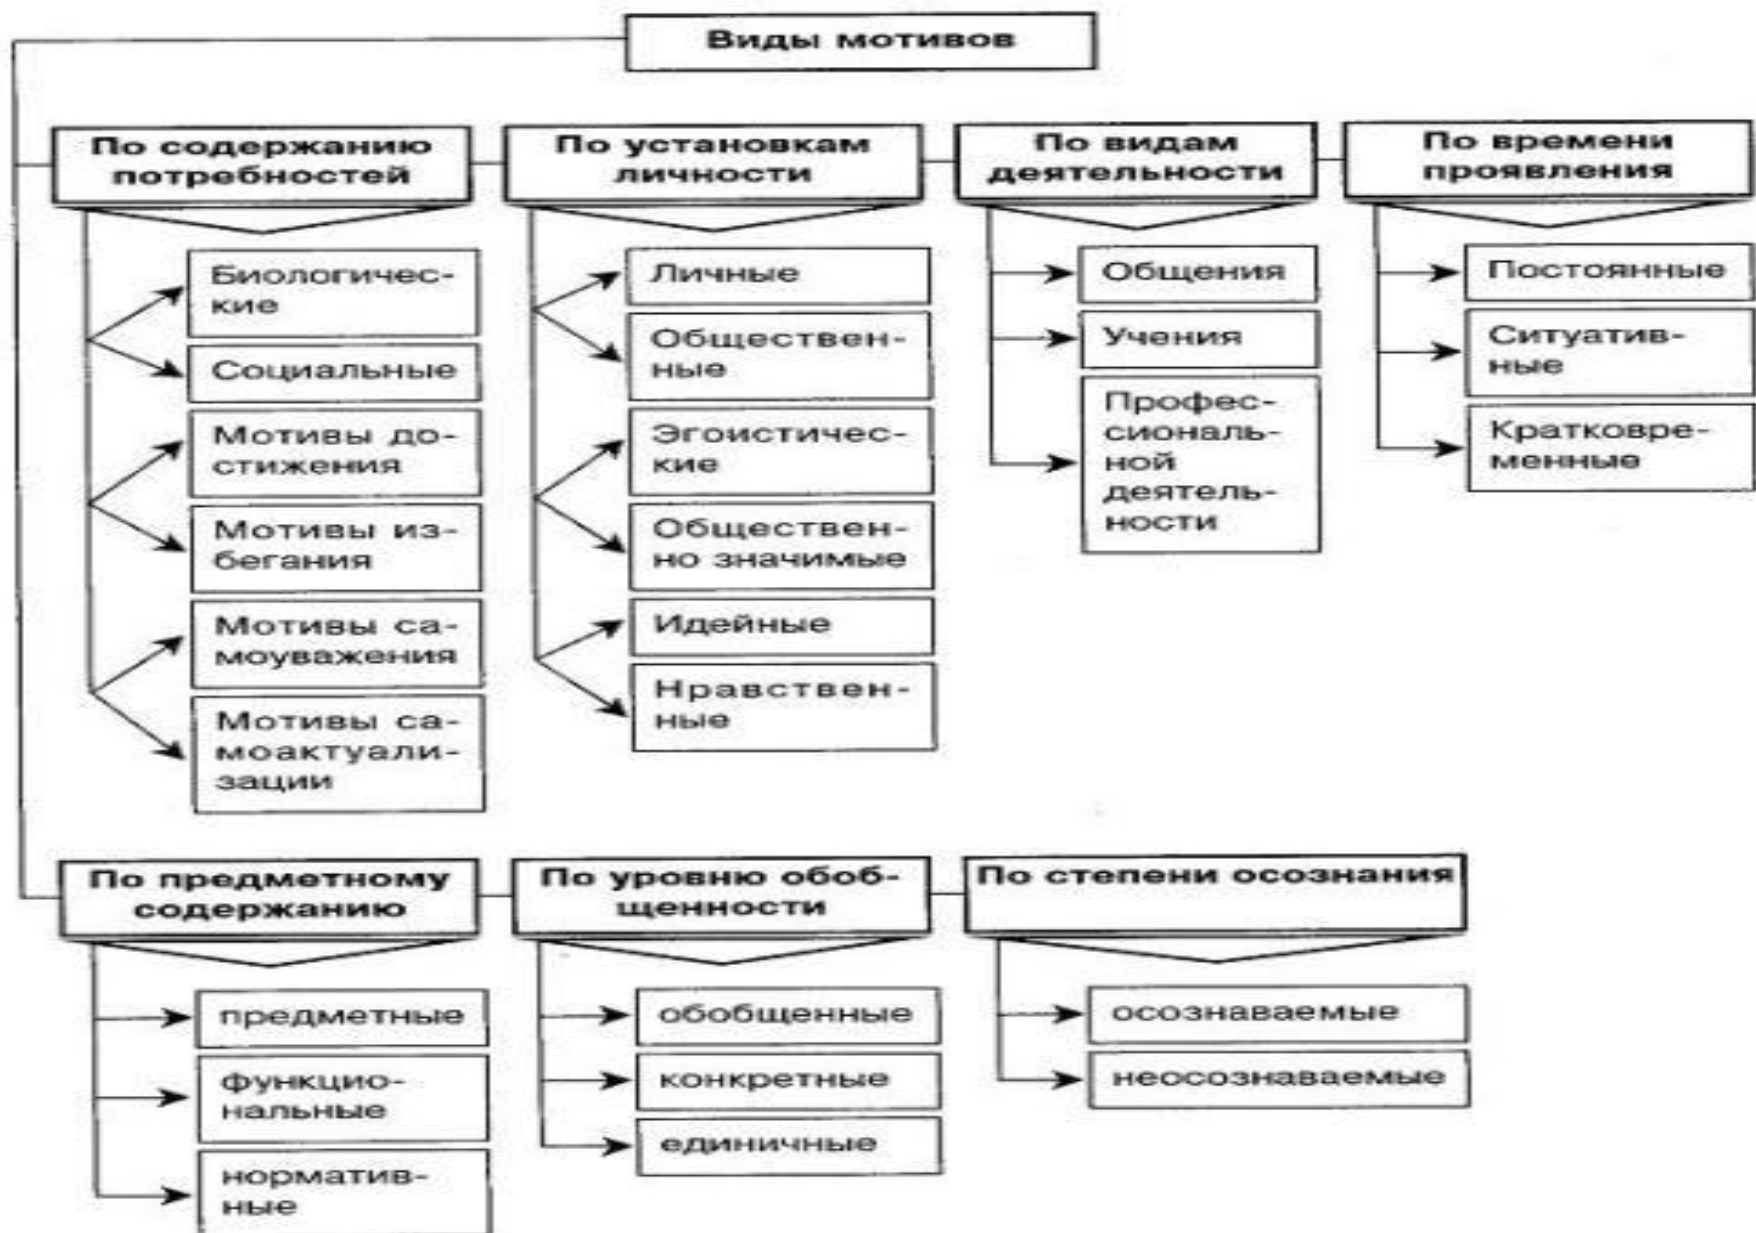 Виды мотивов
По содержанию
потребностей
Биологичес-
кие
Социальные
Мотивы до-
стижения
Мотивы из-
бегания
Мотивы са-
моуважения
Мотивы са-
моактуали-
зации
По установкам
личности
Личные
Общественн-
ные
Эгоистичес-
кие
Обществен-
но значимые
Идейные
Нравствен-
ные
По видам
деятельности
Общения
Учения
Профес-
сиональ-
ной
деятель-
ности
По времени
проявления
Постоянные
Ситуатив-
ные
Кратковре-
менные
По предметному
содержанию
предметные
функцио-
нальные
норматив-
ные
По уровню обоб-
щенности
обобщенные
конкретные
единичные
По степени осознания
осознаваемые
неосознаваемые